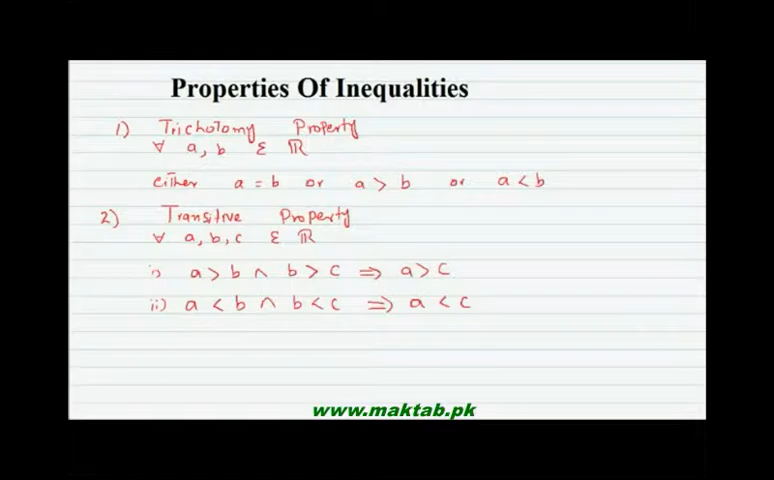 Properties Of Inequalities
1) Trichotomy Property
∀ a, b ε ℝ
either a = b or a > b or a < b
2) Transitive Property
∀ a, b, c ε ℝ
i) a > b ∧ b > c ⇒ a > c
ii) a < b ∧ b < c ⇒ a < c
www.maktab.pk